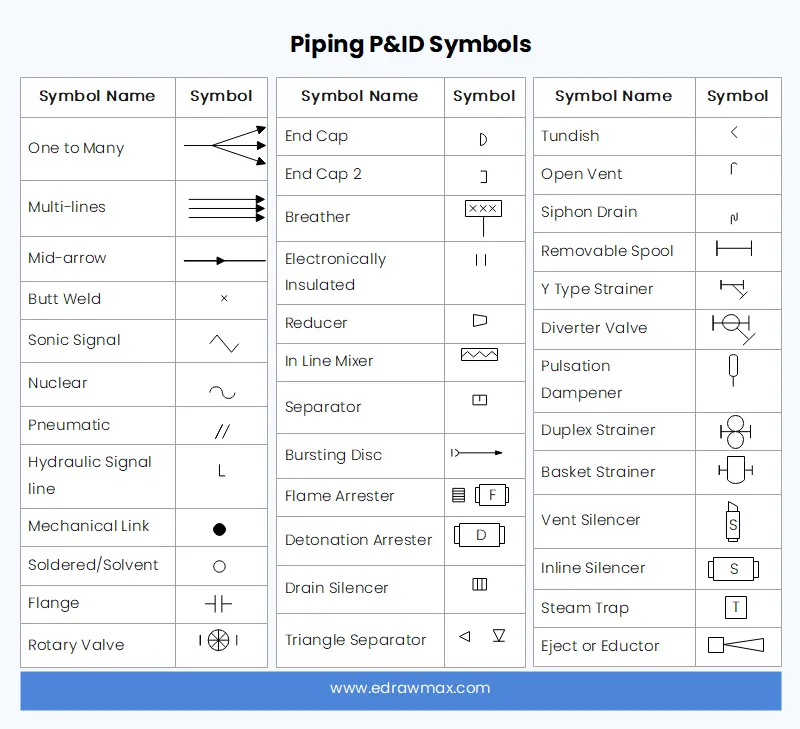 Piping P&ID Symbols
Symbol Name Symbol
One to Many
Multi-lines
Mid-arrow
Butt Weld
Sonic Signal
Nuclear
Pneumatic
Hydraulic Signal
line
Mechanical Link
Soldered/Solvent
Flange
Rotary Valve
Symbol Name Symbol
End Cap
End Cap 2
Breather
Electronically
Insulated
Reducer
In Line Mixer
Separator
Bursting Disc
Flame Arrester F
Detonation Arrester D
Drain Silencer
Triangle Separator
Symbol Name Symbol
Tundish
Open Vent
Siphon Drain
Removable Spool
Y Type Strainer
Diverter Valve
Pulsation
Dampener
Duplex Strainer
Basket Strainer
Vent Silencer S
Inline Silencer S
Steam Trap T
Eject or Eductor
www.edrawmax.com